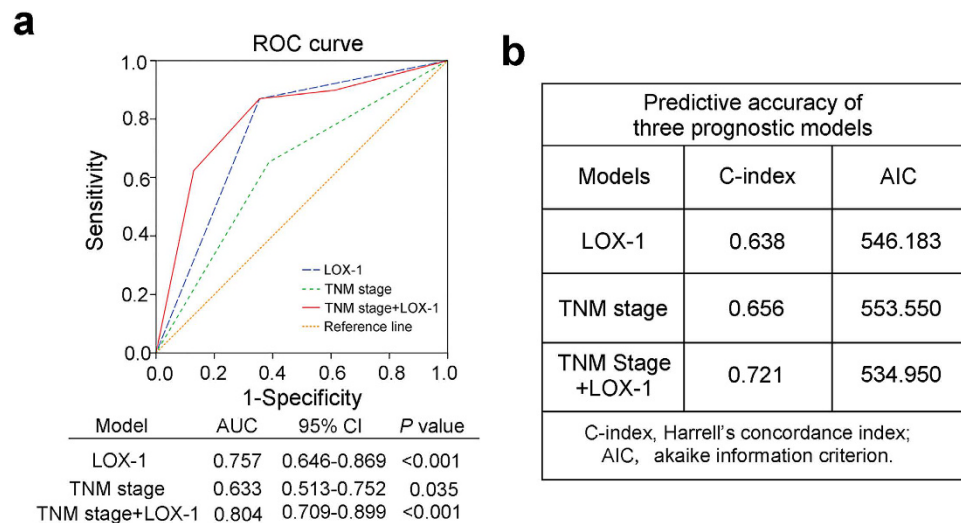 a
ROC curve
1.0
0.8
0.6
0.4
0.2
0.0
Sensitivity
LOX-1
TNM stage
TNM stage+LOX-1
Reference line
0.0 0.2 0.4 0.6 0.8 1.0
1-Specificity
Model AUC 95% CI P value
LOX-1 0.757 0.646-0.869 <0.001
TNM stage 0.633 0.513-0.752 0.035
TNM stage+LOX-1 0.804 0.709-0.899 <0.001
b
Predictive accuracy of
three prognostic models
Models C-index AIC
LOX-1 0.638 546.183
TNM stage 0.656 553.550
TNM Stage
+LOX-1 0.721 534.950
C-index, Harrell's concordance index;
AIC, akaike information criterion.